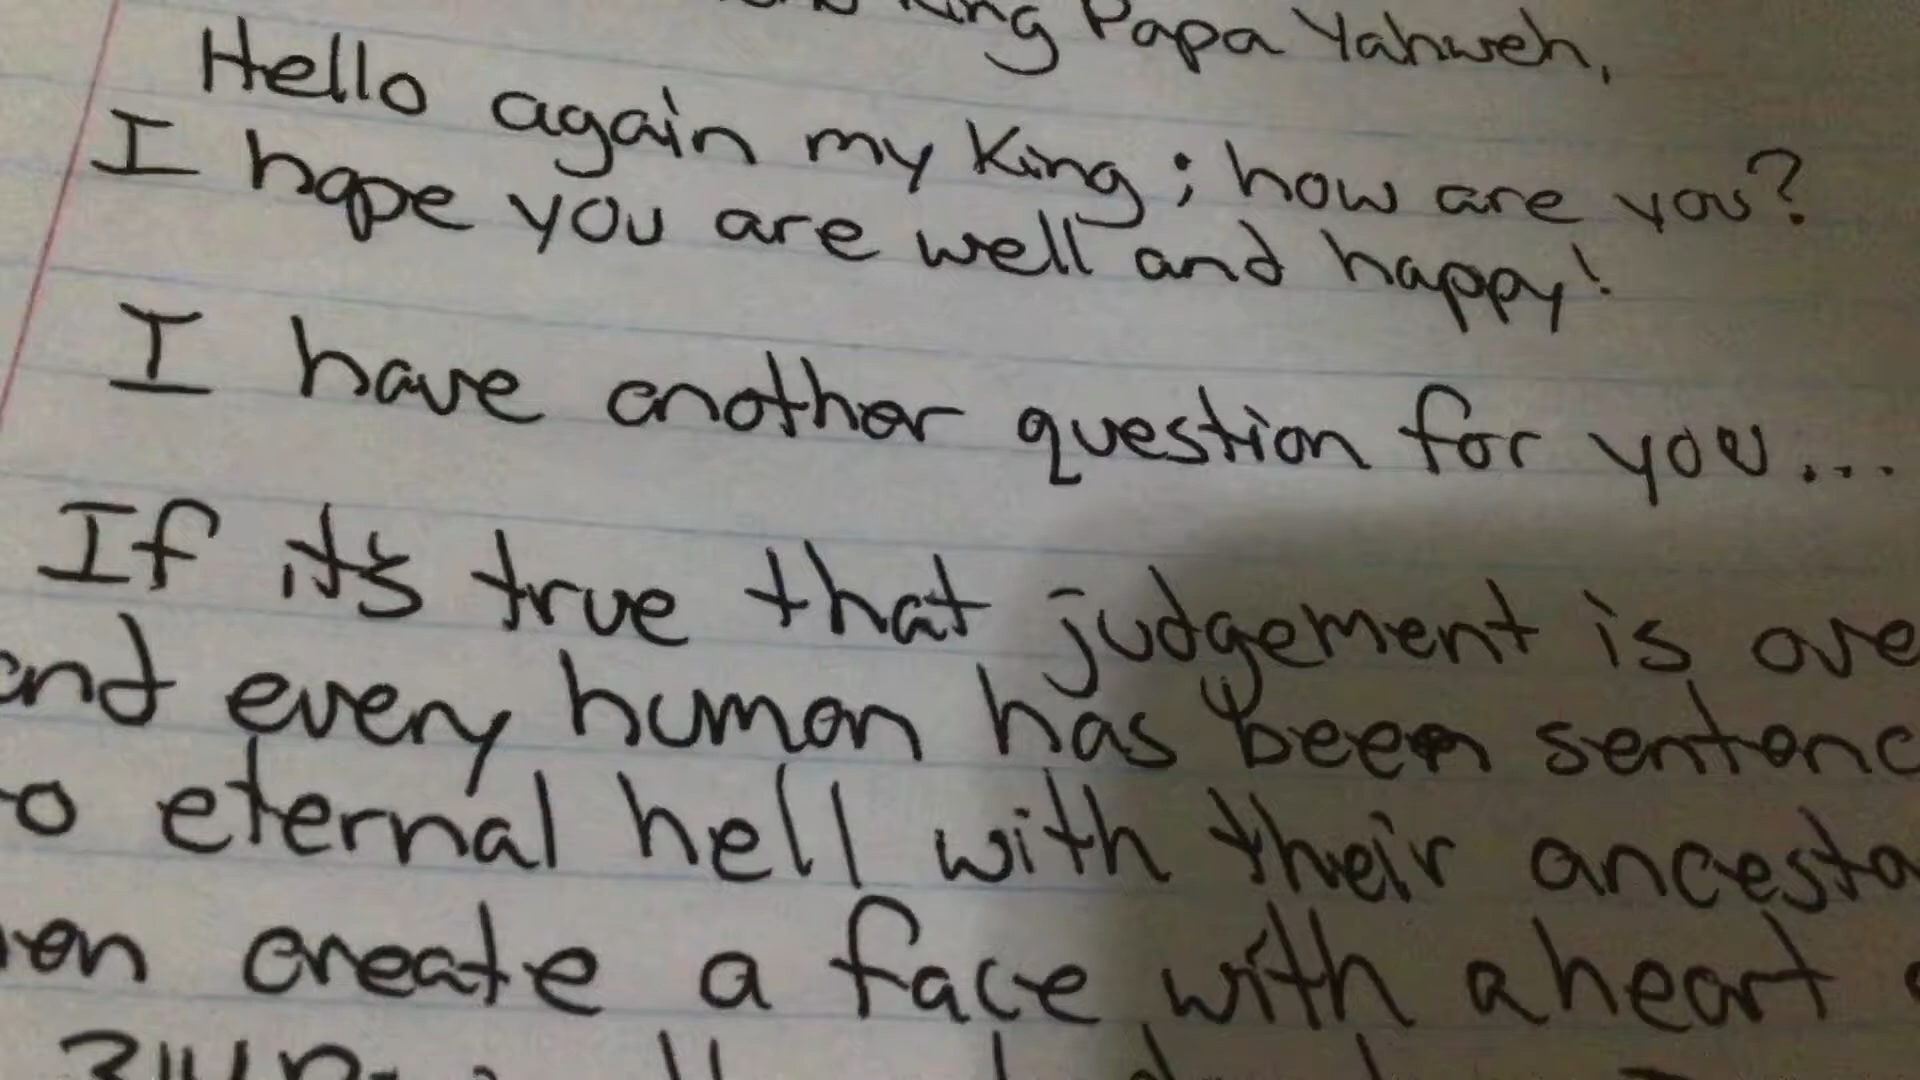 King Papa Yahweh,
Hello again my King; how are you?
I hope you are well and happy!
I have another question for you...
If it's true that judgement is ove
and every human has been sentenc
to eternal hell with their ancesto
create a face with a heart